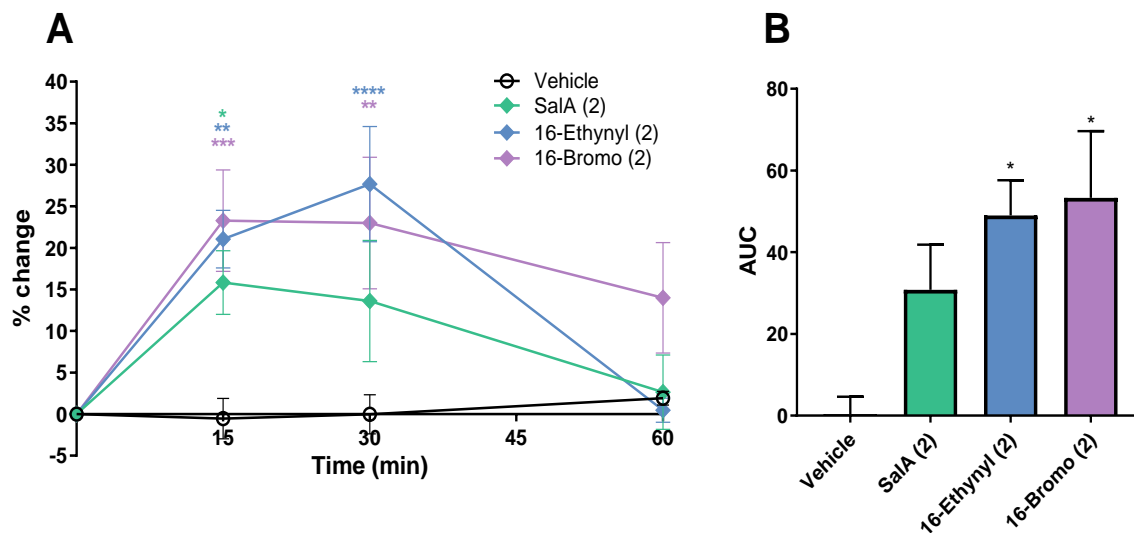 A
% change
40
35
30
25
20
15
10
5
0
-5
*
**
***
****
**
Vehicle
SalA (2)
16-Ethynyl (2)
16-Bromo (2)
15 30 45 60
Time (min)
B
AUC
80
60
40
20
0
*
*
Vehicle
SalA (2)
16-Ethynyl (2)
16-Bromo (2)